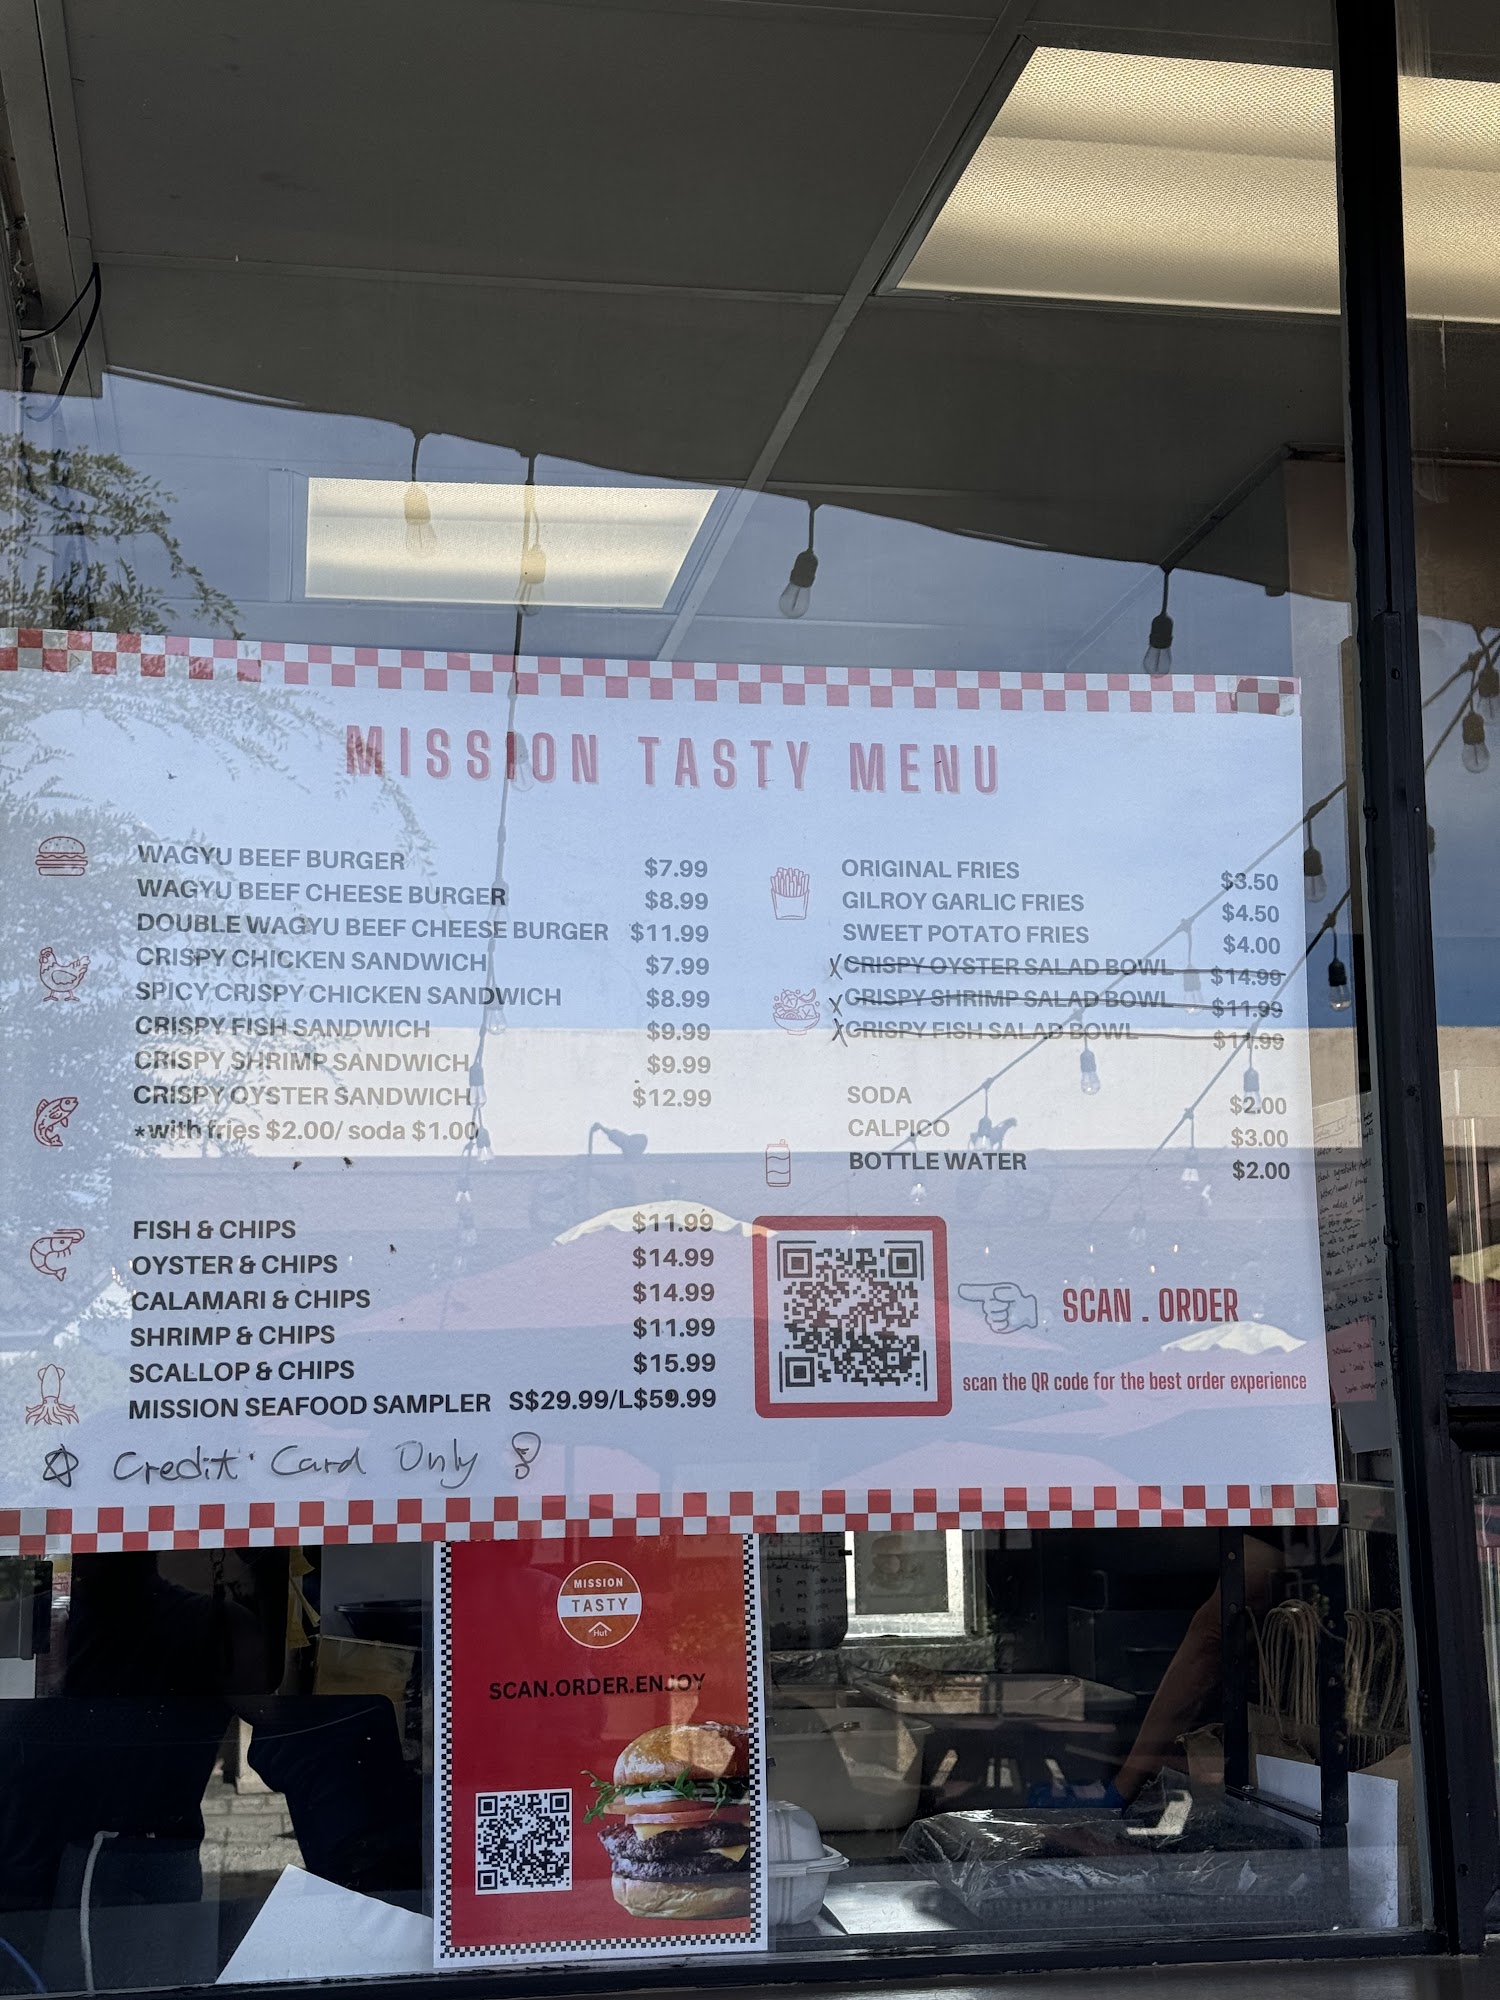 MISSION TASTY MENU
WAGYU BEEF BURGER $7.99
WAGYU BEEF CHEESE BURGER $8.99
DOUBLE WAGYU BEEF CHEESE BURGER $11.99
CRISPY CHICKEN SANDWICH $7.99
SPICY CRISPY CHICKEN SANDWICH $8.99
CRISPY FISH SANDWICH $9.99
CRISPY SHRIMP SANDWICH $9.99
CRISPY OYSTER SANDWICH $12.99
*with fries $2.00/ soda $1.00
FISH & CHIPS $11.99
OYSTER & CHIPS $14.99
CALAMARI & CHIPS $14.99
SHRIMP & CHIPS $11.99
SCALLOP & CHIPS $15.99
MISSION SEAFOOD SAMPLER S$29.99/L$59.99
Credit Card Only
ORIGINAL FRIES $3.50
GILROY GARLIC FRIES $4.50
SWEET POTATO FRIES $4.00
X CRISPY OYSTER SALAD BOWL $14.99
X CRISPY SHRIMP SALAD BOWL $11.99
X CRISPY FISH SALAD BOWL $11.99
SODA $2.00
CALPICO $3.00
BOTTLE WATER $2.00
SCAN . ORDER
scan the QR code for the best order experience
MISSION
TASTY
Hut
SCAN.ORDER.ENJOY